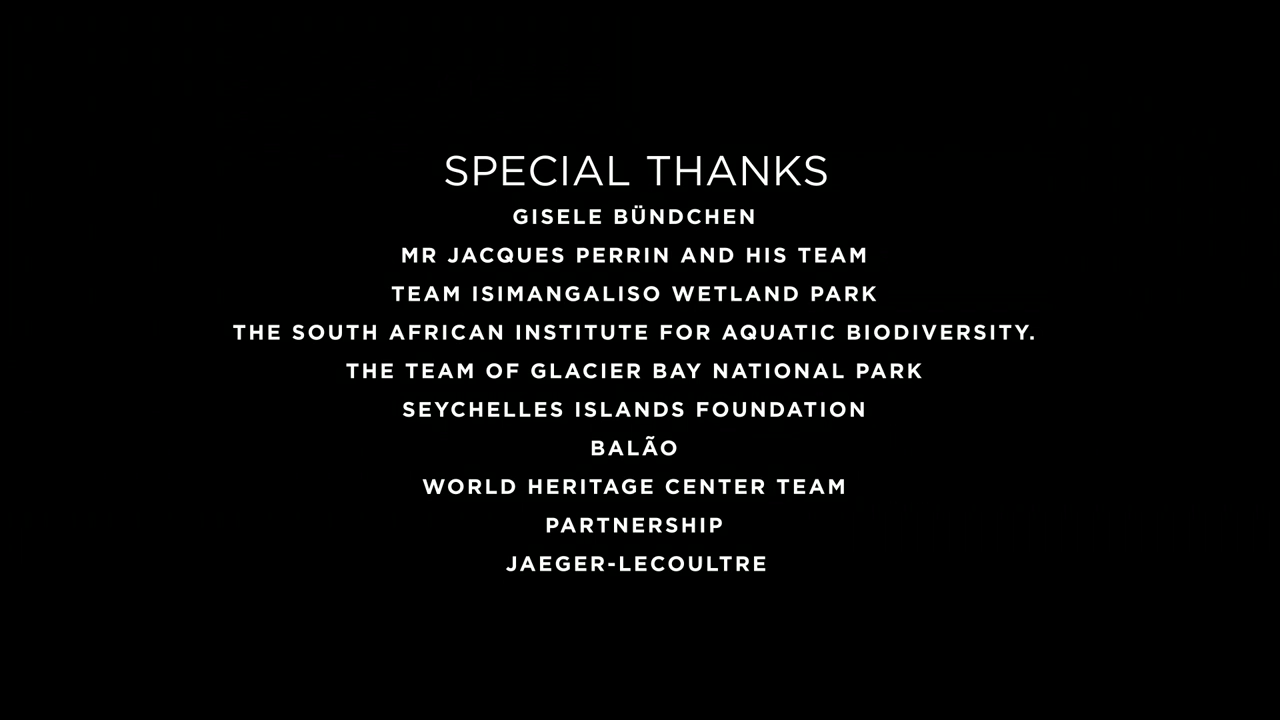 SPECIAL THANKS
GISELE BÜNDCHEN
MR JACQUES PERRIN AND HIS TEAM
TEAM ISIMANGALISO WETLAND PARK
THE SOUTH AFRICAN INSTITUTE FOR AQUATIC BIODIVERSITY.
THE TEAM OF GLACIER BAY NATIONAL PARK
SEYCHELLES ISLANDS FOUNDATION
BALÃO
WORLD HERITAGE CENTER TEAM
PARTNERSHIP
JAEGER-LECOULTRE